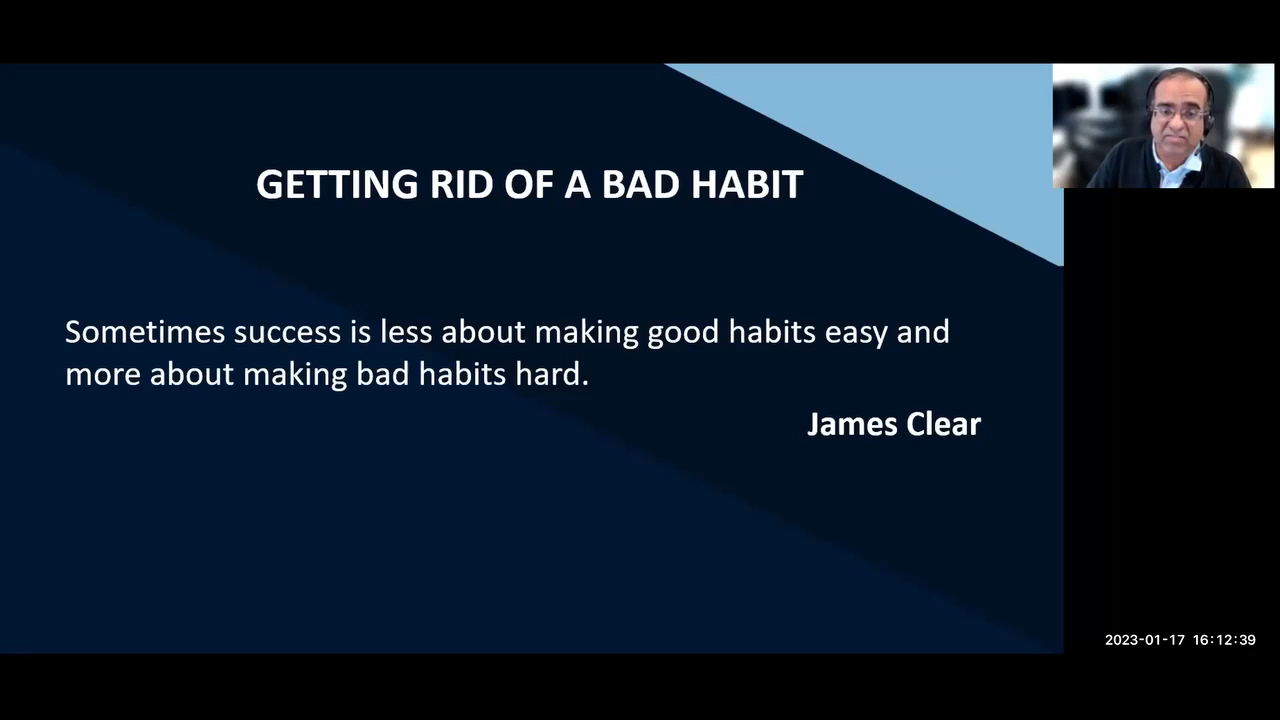 GETTING RID OF A BAD HABIT
Sometimes success is less about making good habits easy and
more about making bad habits hard.
James Clear
2023-01-17 16:12:39